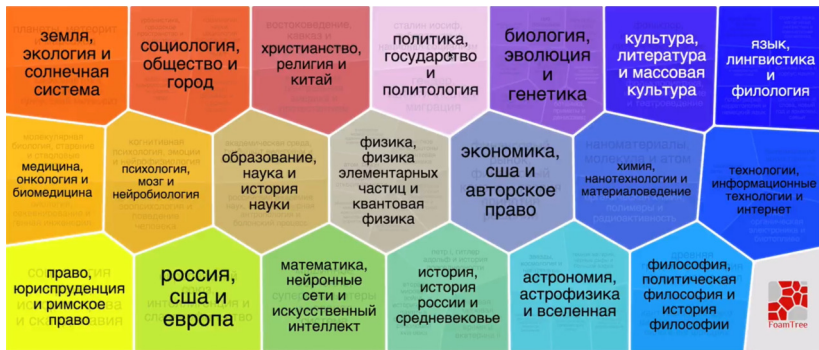 земля,
экология и
солнечная
система
социология,
общество и
город
христианство,
религия и
китай
политика,
государство
и
политология
биология,
эволюция
и
генетика
культура,
литература
и массовая
культура
язык,
лингвистика
и
филология
медицина,
онкология и
биомедицина
психология,
мозг и
нейробиология
образование,
наука и
история
науки
физика,
физика
элементарных
частиц и
квантовая
физика
экономика,
сша и
авторское
право
химия,
нанотехнологии и
материаловедение
технологии,
информационные
технологии и
интернет
право,
юриспруденция
и римское
право
россия,
сша и
европа
математика,
нейронные
сети и
искусственный
интеллект
история,
история
россии и
средневековье
астрономия,
астрофизика
и вселенная
философия,
политическая
философия и
история
философии
FoamTree